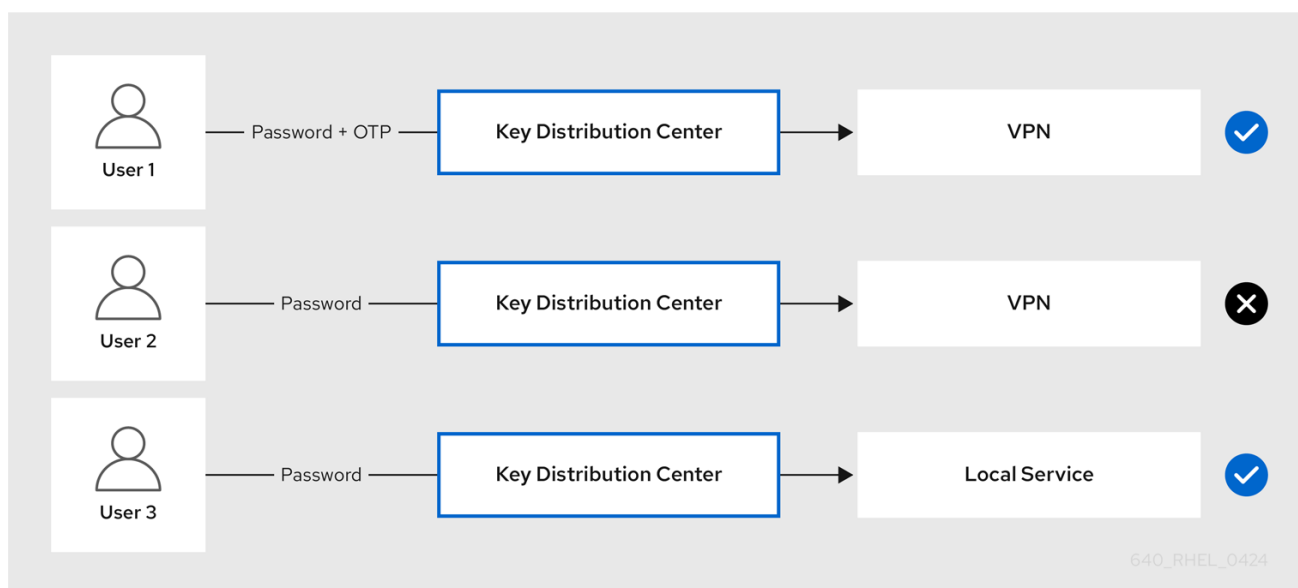 Password + OTP
Key Distribution Center
VPN
User 1
Password
Key Distribution Center
VPN
User 2
Password
Key Distribution Center
Local Service
User 3
640_RHEL_0424